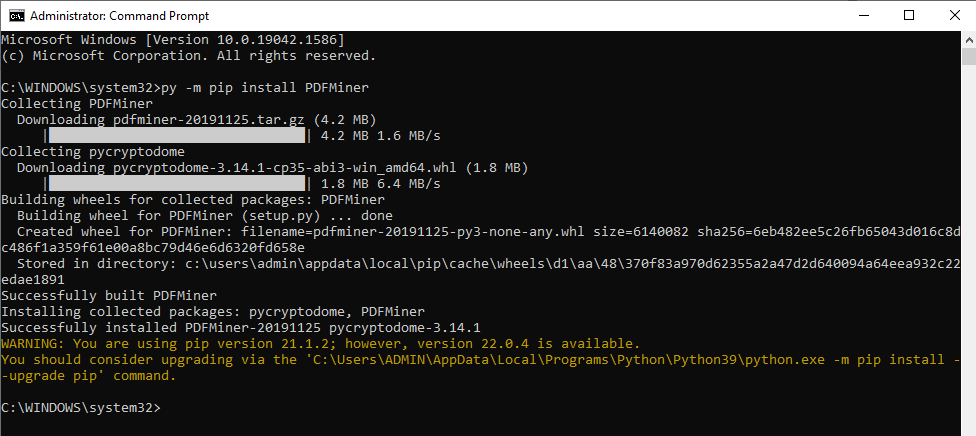 Administrator: Command Prompt
Microsoft Windows [Version 10.0.19042.1586]
(c) Microsoft Corporation. All rights reserved.
C:\WINDOWS\system32>py -m pip install PDFMiner
Collecting PDFMiner
  Downloading pdfminer-20191125.tar.gz (4.2 MB)
     |████████████████████████████████| 4.2 MB 1.6 MB/s
Collecting pycryptodome
  Downloading pycryptodome-3.14.1-cp35-abi3-win_amd64.whl (1.8 MB)
     |████████████████████████████████| 1.8 MB 6.4 MB/s
Building wheels for collected packages: PDFMiner
  Building wheel for PDFMiner (setup.py) ... done
  Created wheel for PDFMiner: filename=pdfminer-20191125-py3-none-any.whl size=6140082 sha256=6eb482ee5c26fb65043d016c8d
c486f1a359f61e00a8bc79d46e6d6320fd658e
  Stored in directory: c:\users\admin\appdata\local\pip\cache\wheels\d1\aa\48\370f83a970d62355a2a47d2d640094a64eea932c22
edae1891
Successfully built PDFMiner
Installing collected packages: pycryptodome, PDFMiner
Successfully installed PDFMiner-20191125 pycryptodome-3.14.1
WARNING: You are using pip version 21.1.2; however, version 22.0.4 is available.
You should consider upgrading via the 'C:\Users\ADMIN\AppData\Local\Programs\Python\Python39\python.exe -m pip install -
-upgrade pip' command.
C:\WINDOWS\system32>